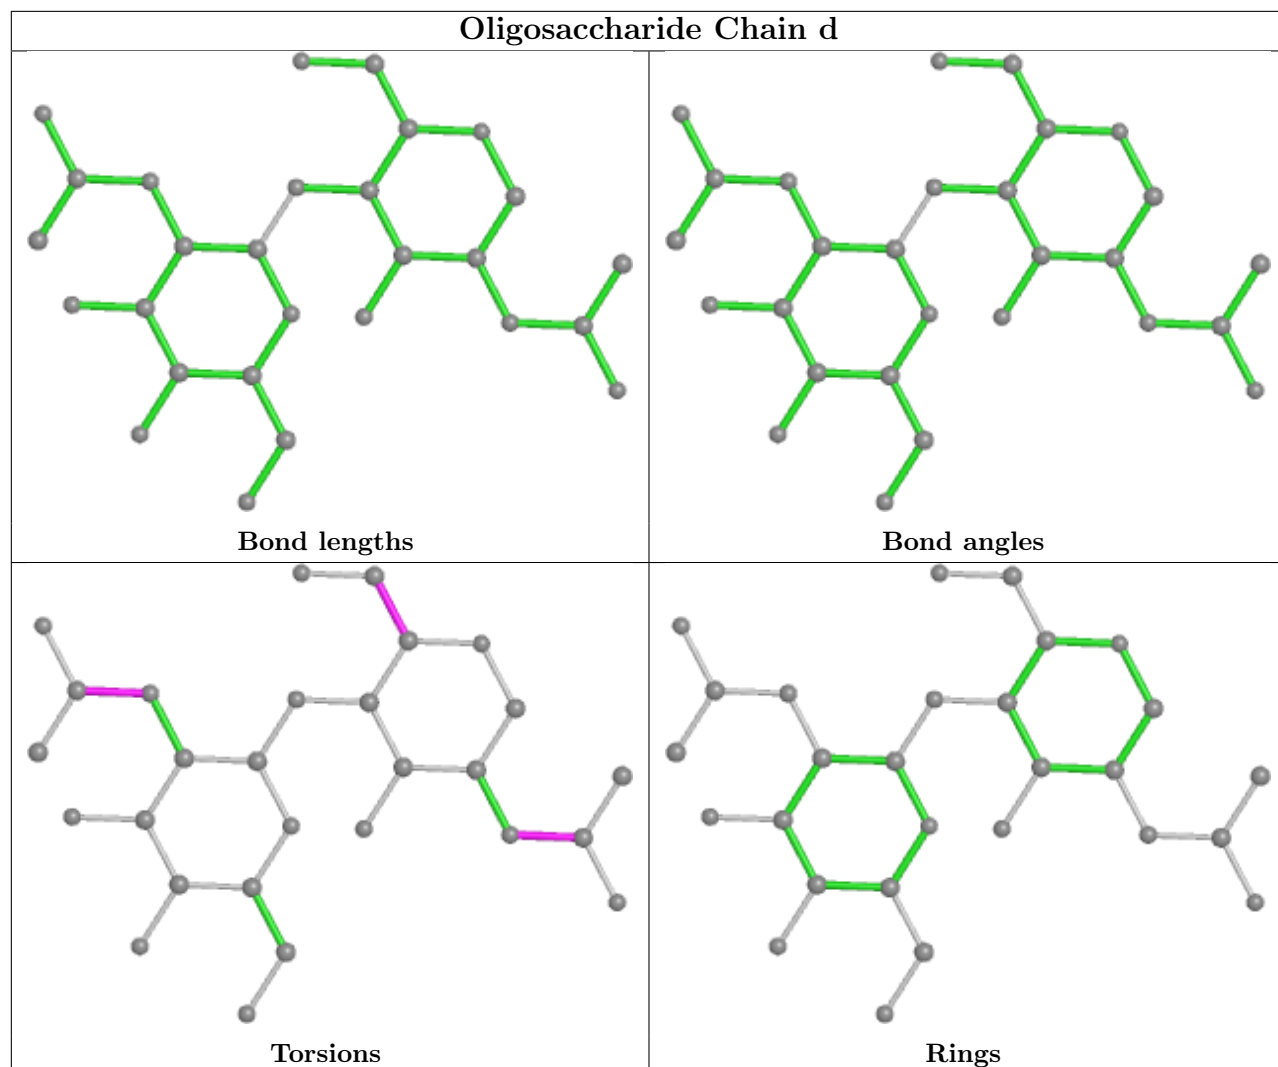 Oligosaccharide Chain d
Bond lengths
Bond angles
Torsions
Rings